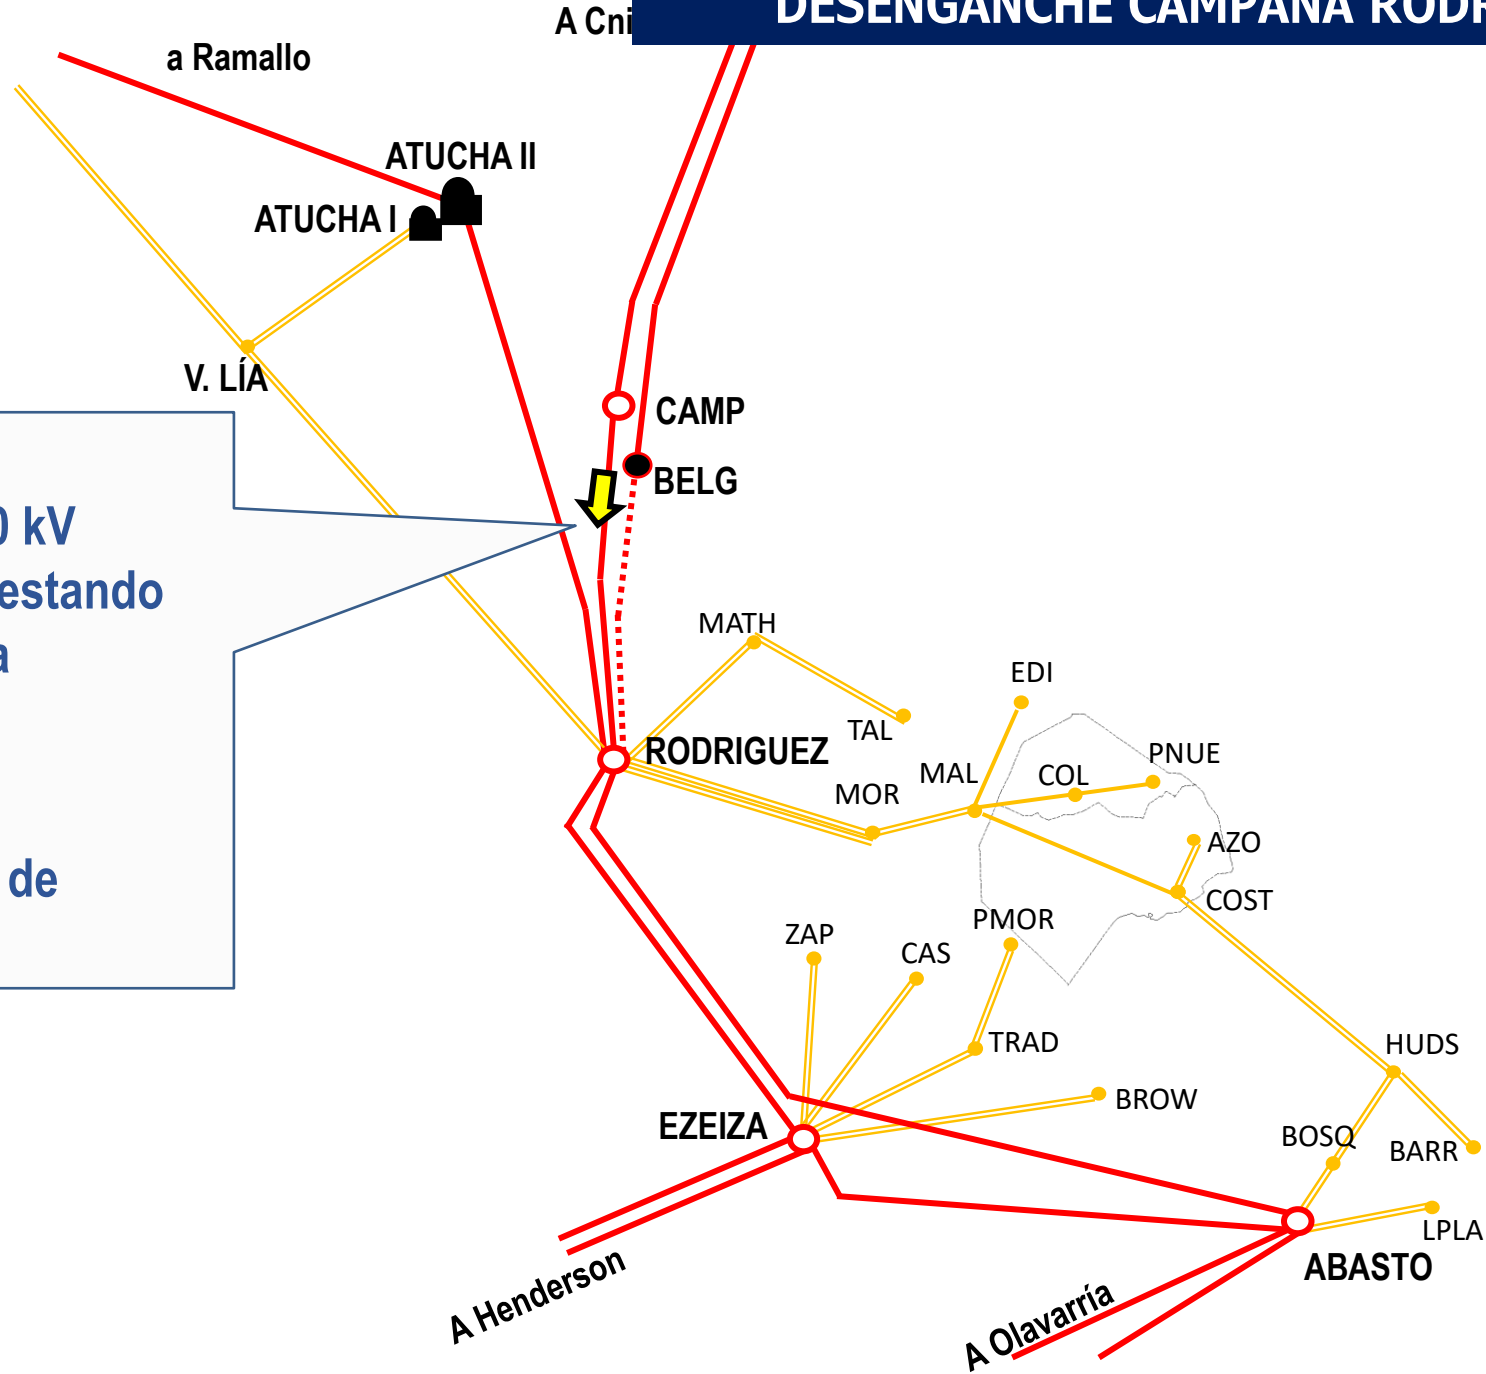 A Cni
DESENGANCHE CAMPANA RODR
a Ramallo
ATUCHA II
ATUCHA I
V. LÍA
CAMP
BELG
0 kV
estando
a
de
MATH
EDI
TAL
RODRIGUEZ
PNUE
MAL
COL
MOR
AZO
COST
PMOR
ZAP
CAS
TRAD
HUDS
BROW
EZEIZA
BOSQ
BARR
LPLA
ABASTO
A Henderson
A Olavarría